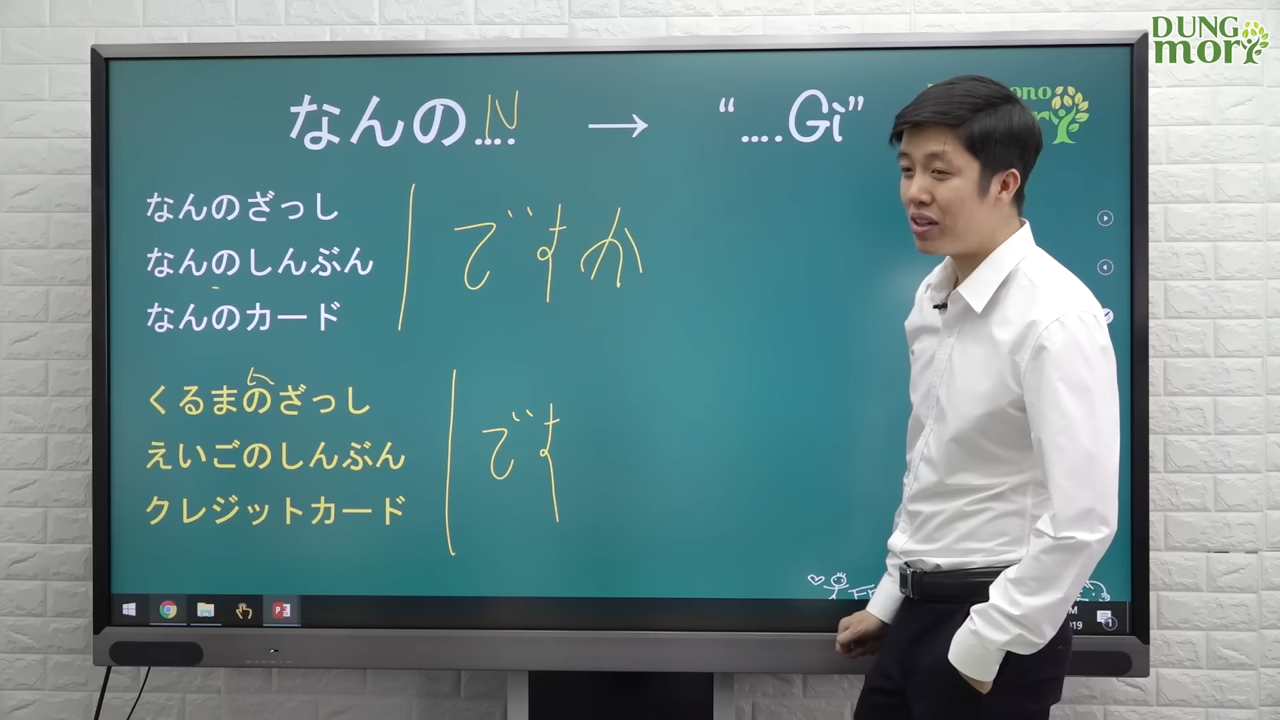 DUNG
mori
なんの....N → “....Gì”
ono
なんのざっし
なんのしんぶん
なんのカード
ですか
くるまのざっし
えいごのしんぶん
クレジットカード
です